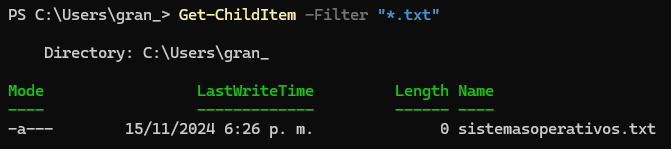 PS C:\Users\gran_> Get-ChildItem -Filter "*.txt"
Directory: C:\Users\gran_
Mode LastWriteTime Length Name
---- ------------- ------ ----
-a--- 15/11/2024 6:26 p. m. 0 sistemasoperativos.txt